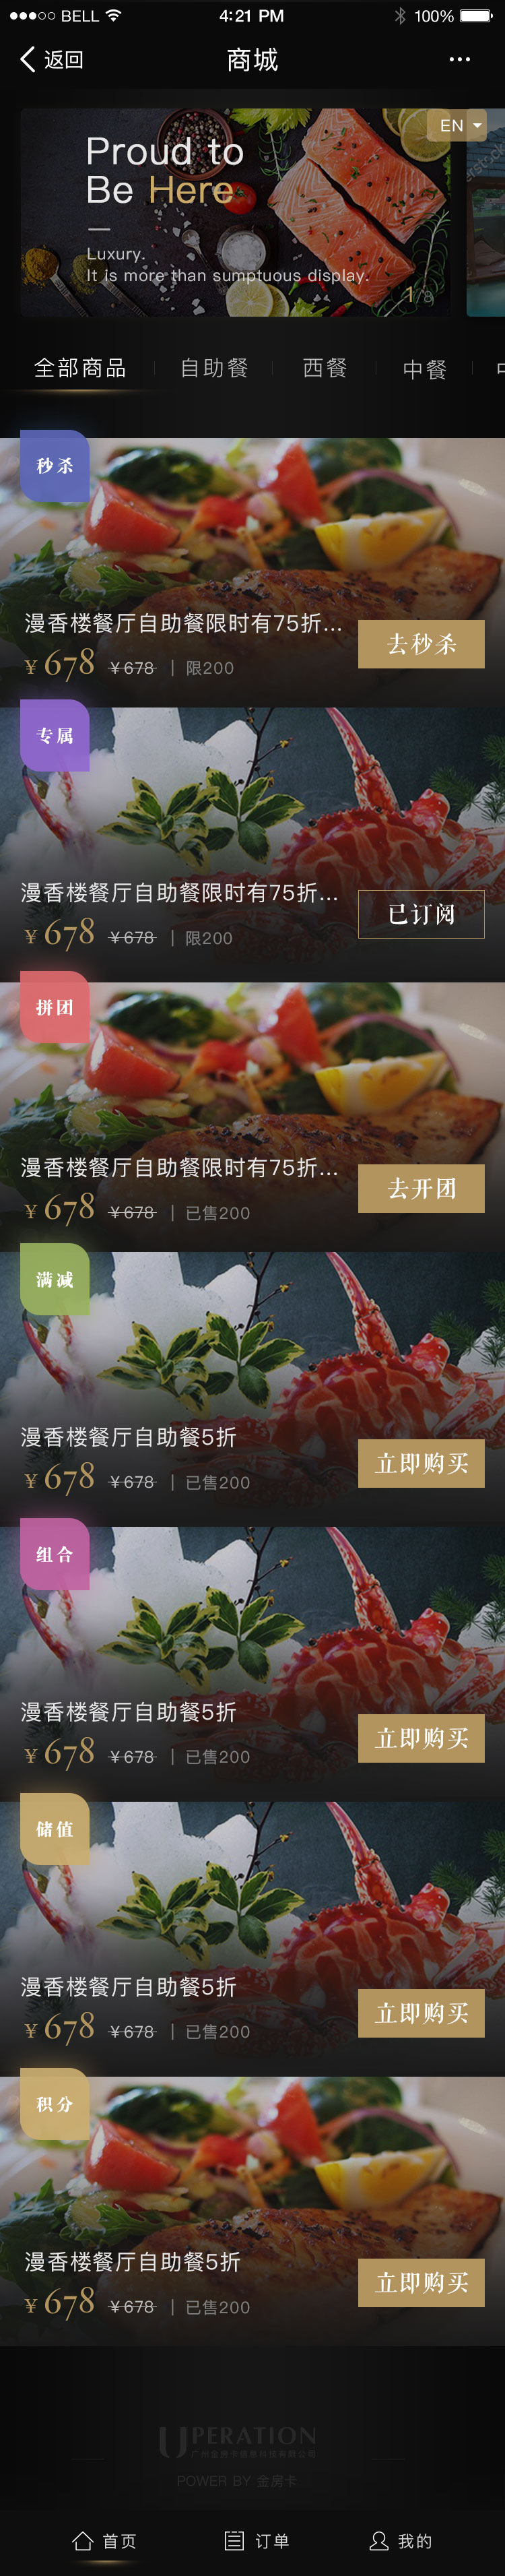 BELL 4:21 PM 100%
返回 商城
EN
Proud to
Be Here
Luxury.
It is more than sumptuous display.
1/8
全部商品 自助餐 西餐 中餐
秒杀
漫香楼餐厅自助餐限时有75折...
¥678 ¥678 | 限200
去秒杀
专属
漫香楼餐厅自助餐限时有75折...
¥678 ¥678 | 限200
已订阅
拼团
漫香楼餐厅自助餐限时有75折...
¥678 ¥678 | 已售200
去开团
满减
漫香楼餐厅自助餐5折
¥678 ¥678 | 已售200
立即购买
组合
漫香楼餐厅自助餐5折
¥678 ¥678 | 已售200
立即购买
储值
漫香楼餐厅自助餐5折
¥678 ¥678 | 已售200
立即购买
积分
漫香楼餐厅自助餐5折
¥678 ¥678 | 已售200
立即购买
UPERATION
POWER BY 金房卡
首页 订单 我的